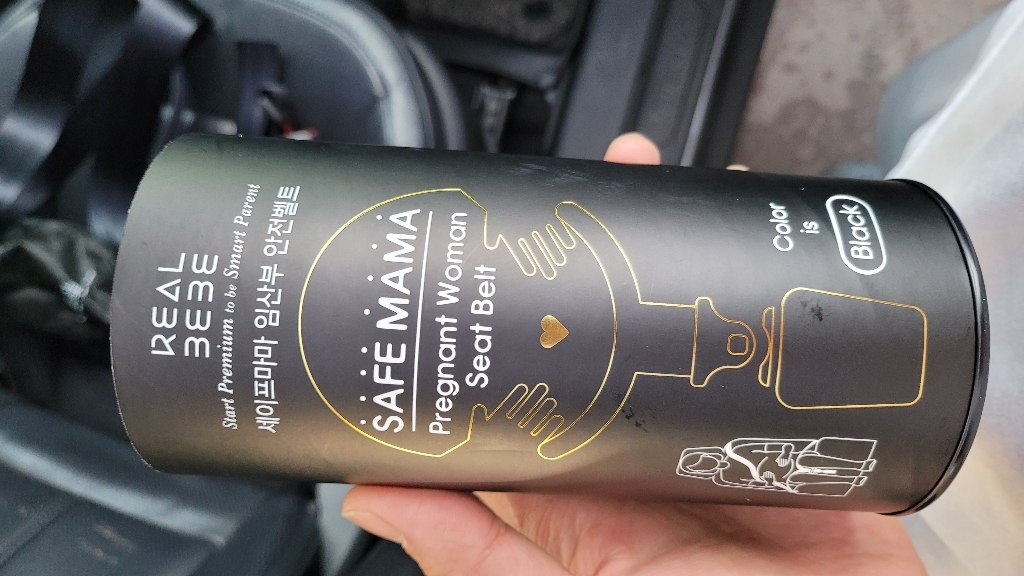 REAL
BEBE
Start Premium to be Smart Parent
세이프마마 임산부 안전벨트
SAFE MAMA
Pregnant Woman
Seat Belt
Color
is
Black